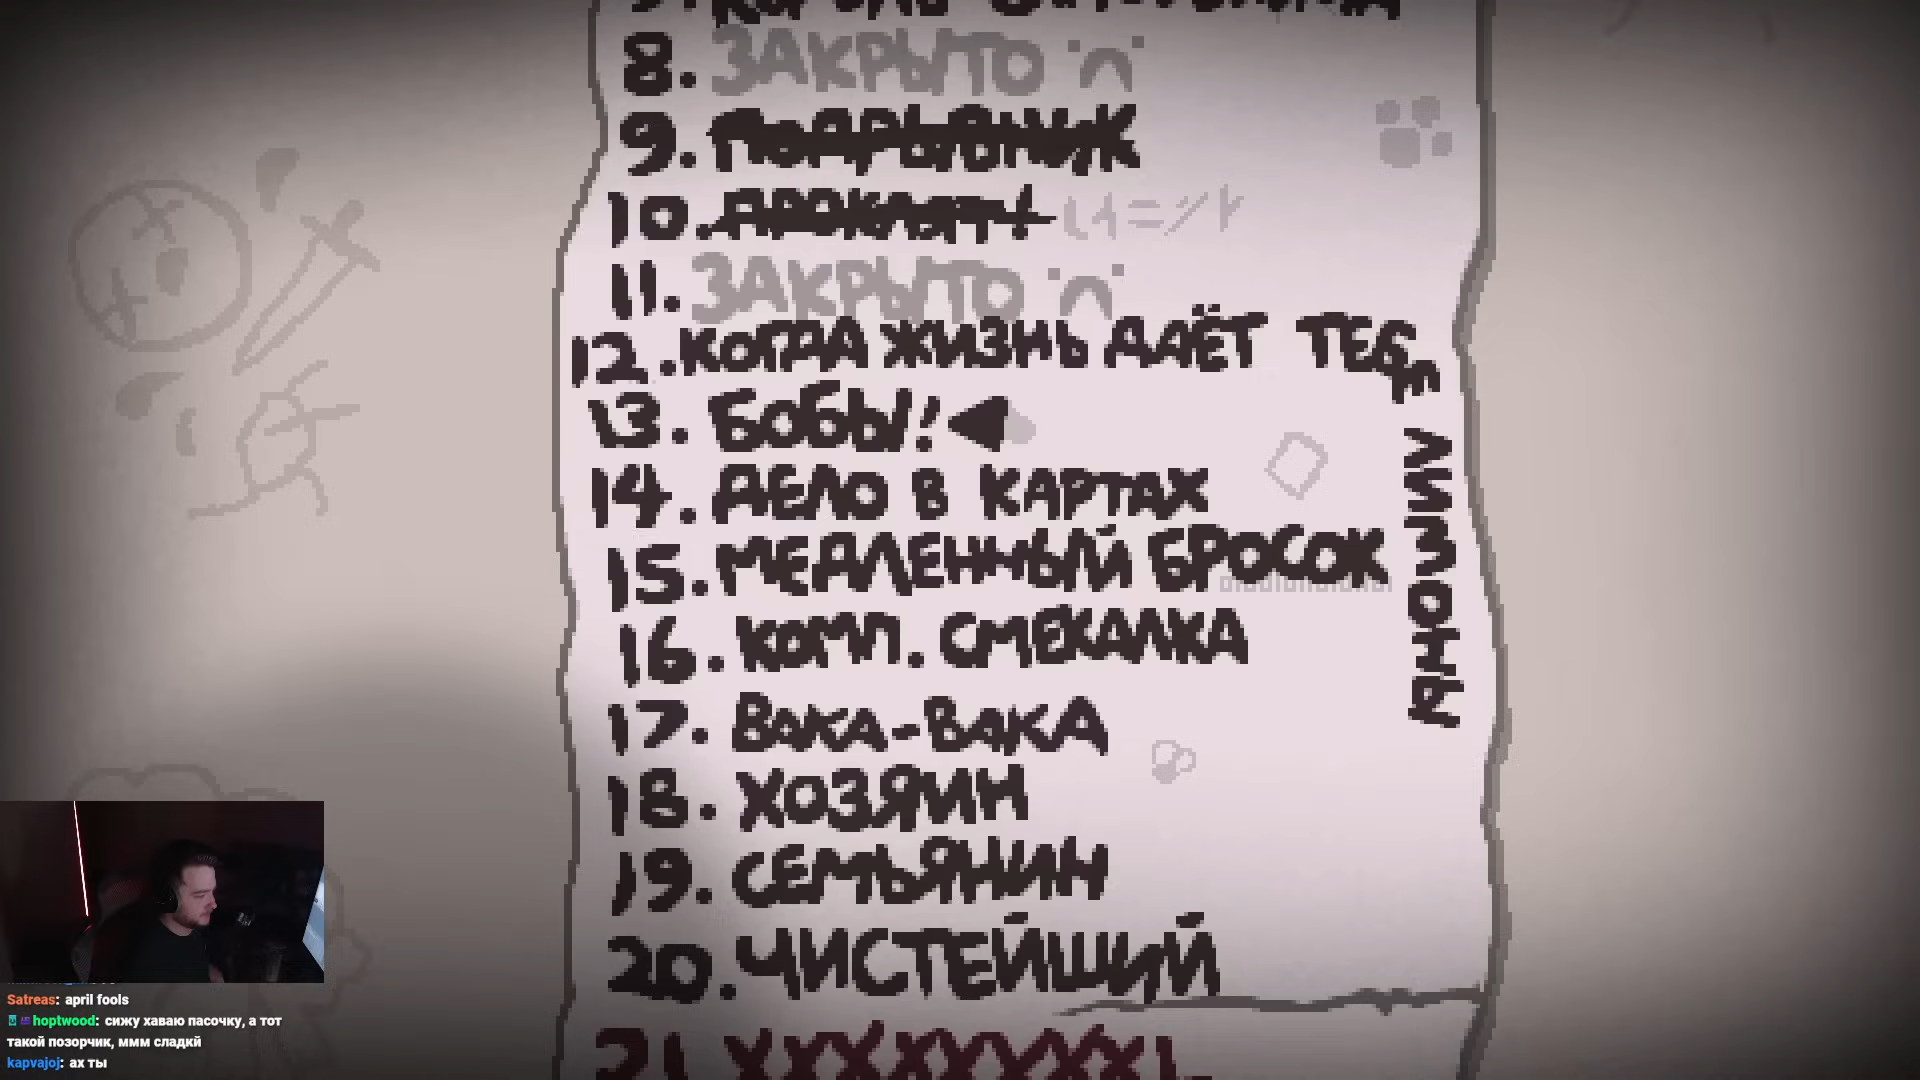 8. ЗАКРЫТО
9. ПОДРЫВНИК
10. ПРОКЛЯТ!
11. ЗАКРЫТО
12. КОГДА ЖИЗНЬ ДАЁТ ТЕБЕ ЛИМОНЫ
13. БОБЫ!
14. ДЕЛО В КАРТАХ
15. МЕДЛЕННЫЙ БРОСОК
16. КОМП. СМЕКАЛКА
17. ВАКА-ВАКА
18. ХОЗЯИН
19. СЕМЬЯНИН
20. ЧИСТЕЙШИЙ
21. XXXXXXXXL
Satreas: april fools
hoptwood: сижу хаваю пасочку, а тот
такой позорчик, ммм сладкй
kapvajoj: ах ты